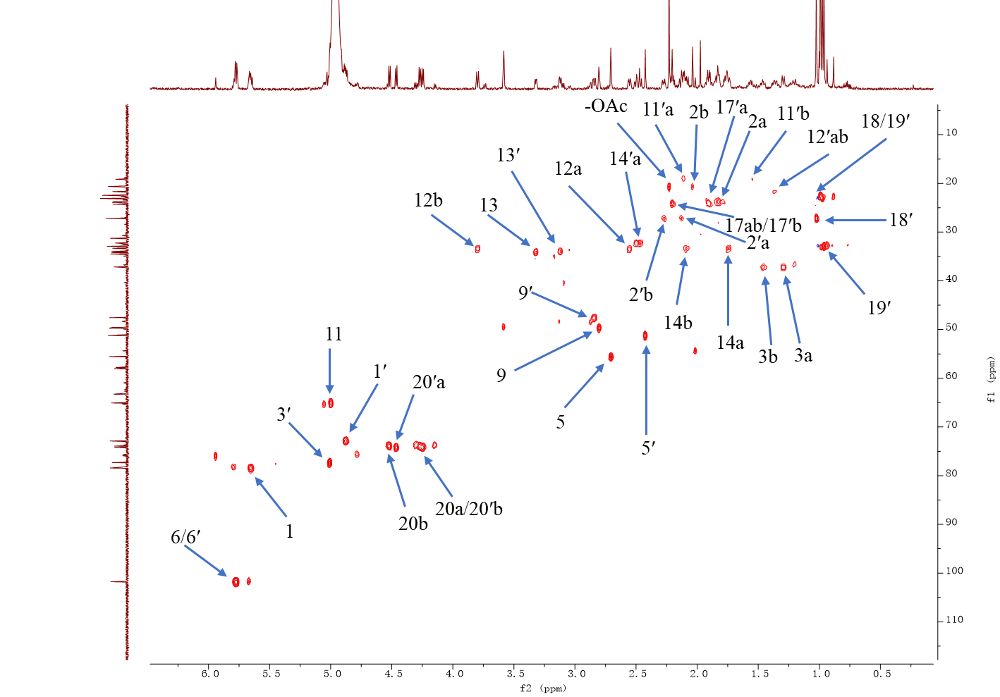 -OAc
11′a
2b
17′a
2a
11′b
18/19′
12′ab
13′
14′a
12a
12b
13
18′
17ab/17′b
2′a
19′
2′b
9′
14b
14a
3b
3a
11
1′
9
20′a
3′
5
5′
20a/20′b
20b
1
6/6′
10
20
30
40
50
60
70
80
90
100
110
f1 (ppm)
6.0 5.5 5.0 4.5 4.0 3.5 3.0 2.5 2.0 1.5 1.0 0.5
f2 (ppm)